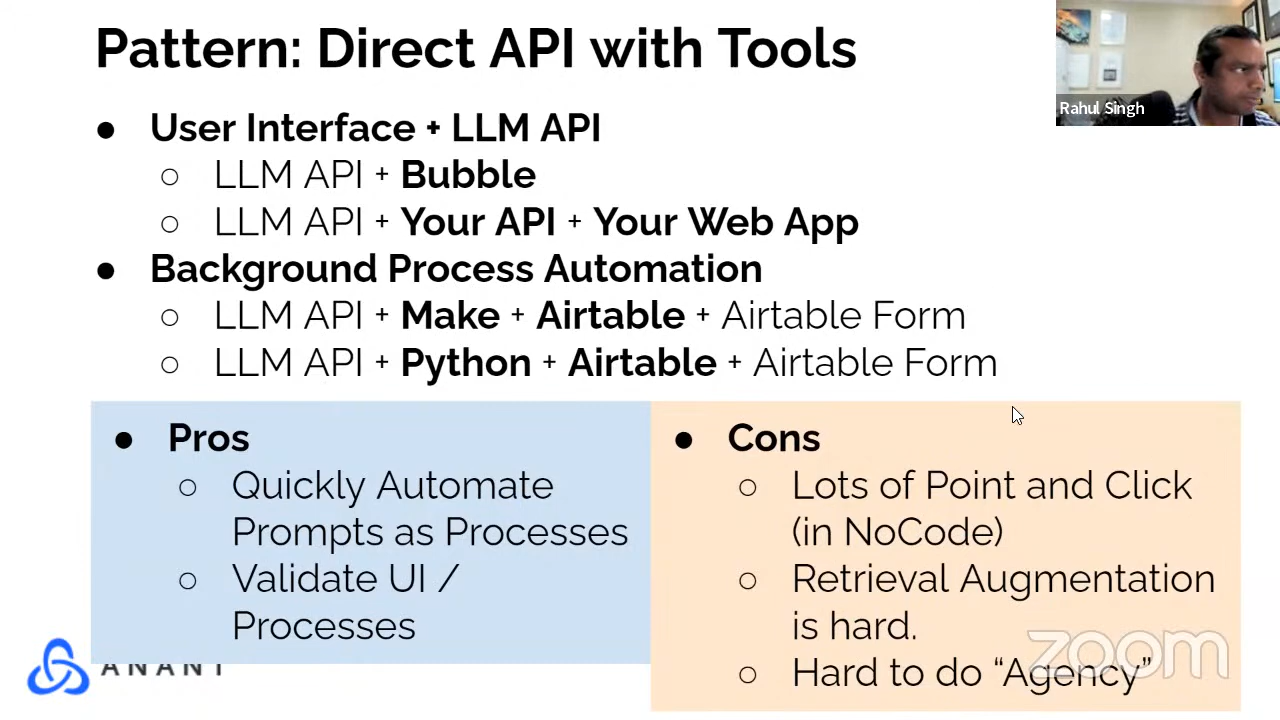 Pattern: Direct API with Tools
Rahul Singh
● User Interface + LLM API
○ LLM API + Bubble
○ LLM API + Your API + Your Web App
● Background Process Automation
○ LLM API + Make + Airtable + Airtable Form
○ LLM API + Python + Airtable + Airtable Form
● Pros
○ Quickly Automate
Prompts as Processes
○ Validate UI /
Processes
● Cons
○ Lots of Point and Click
(in NoCode)
○ Retrieval Augmentation
is hard.
○ Hard to do “Agency”
ANANT
zoom